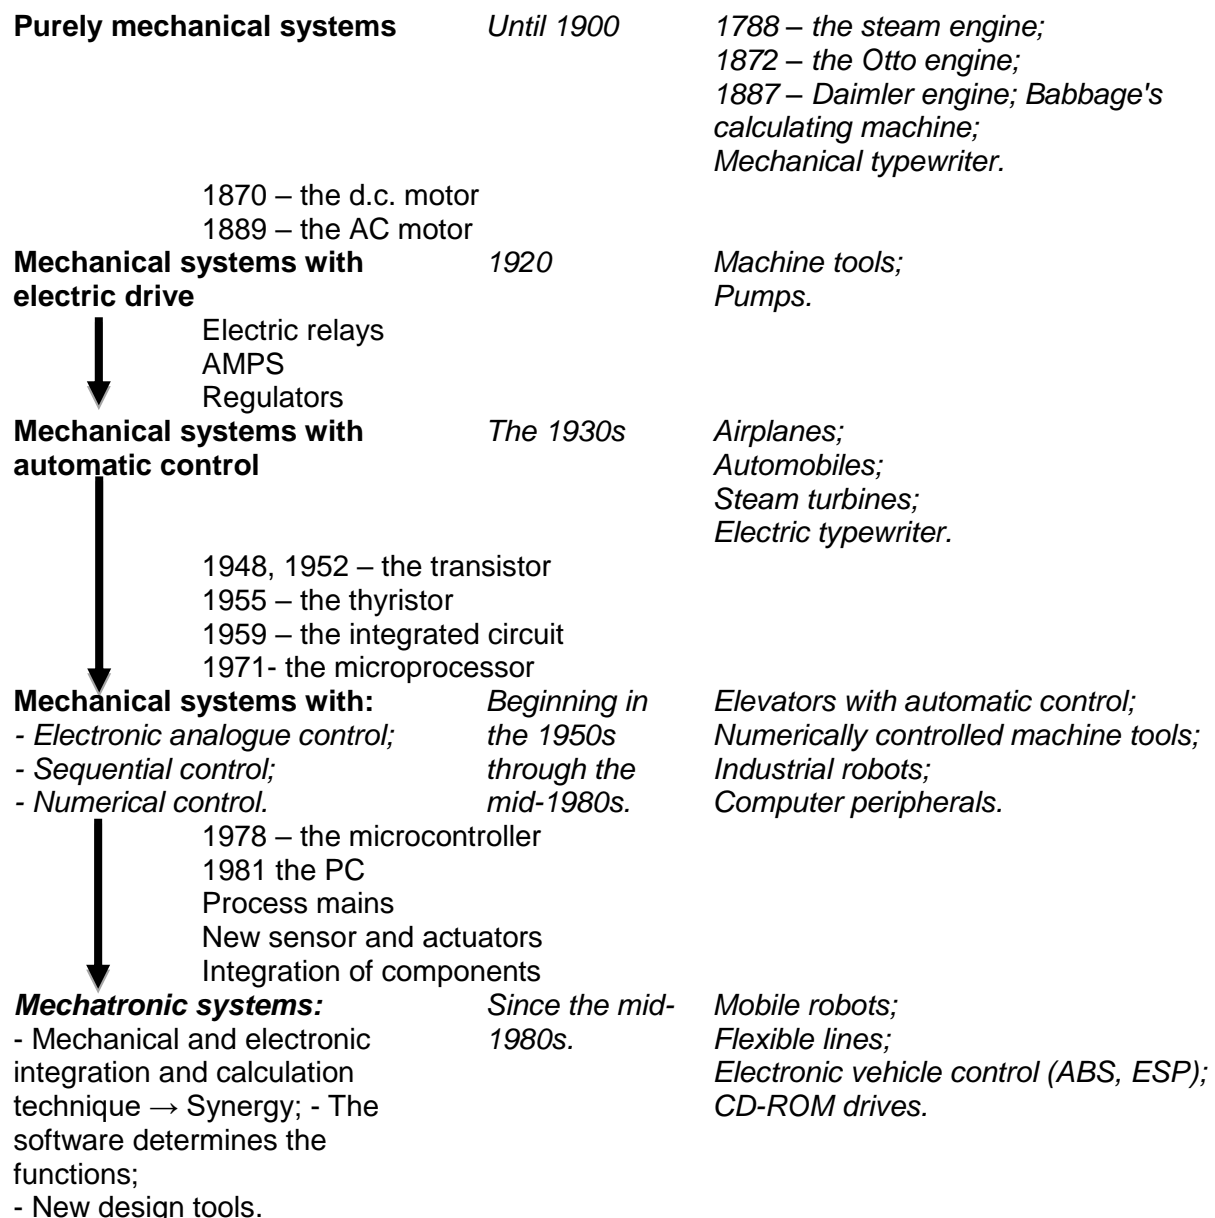 Purely mechanical systems Until 1900 1788 – the steam engine;
1872 – the Otto engine;
1887 – Daimler engine; Babbage's
calculating machine;
Mechanical typewriter.
1870 – the d.c. motor
1889 – the AC motor
Mechanical systems with 1920 Machine tools;
electric drive Pumps.
Electric relays
AMPS
Regulators
Mechanical systems with The 1930s Airplanes;
automatic control Automobiles;
Steam turbines;
Electric typewriter.
1948, 1952 – the transistor
1955 – the thyristor
1959 – the integrated circuit
1971- the microprocessor
Mechanical systems with: Beginning in Elevators with automatic control;
- Electronic analogue control; the 1950s Numerically controlled machine tools;
- Sequential control; through the Industrial robots;
- Numerical control. mid-1980s. Computer peripherals.
1978 – the microcontroller
1981 the PC
Process mains
New sensor and actuators
Integration of components
Mechatronic systems: Since the mid- Mobile robots;
- Mechanical and electronic 1980s. Flexible lines;
integration and calculation Electronic vehicle control (ABS, ESP);
technique → Synergy; - The CD-ROM drives.
software determines the
functions;
- New design tools.